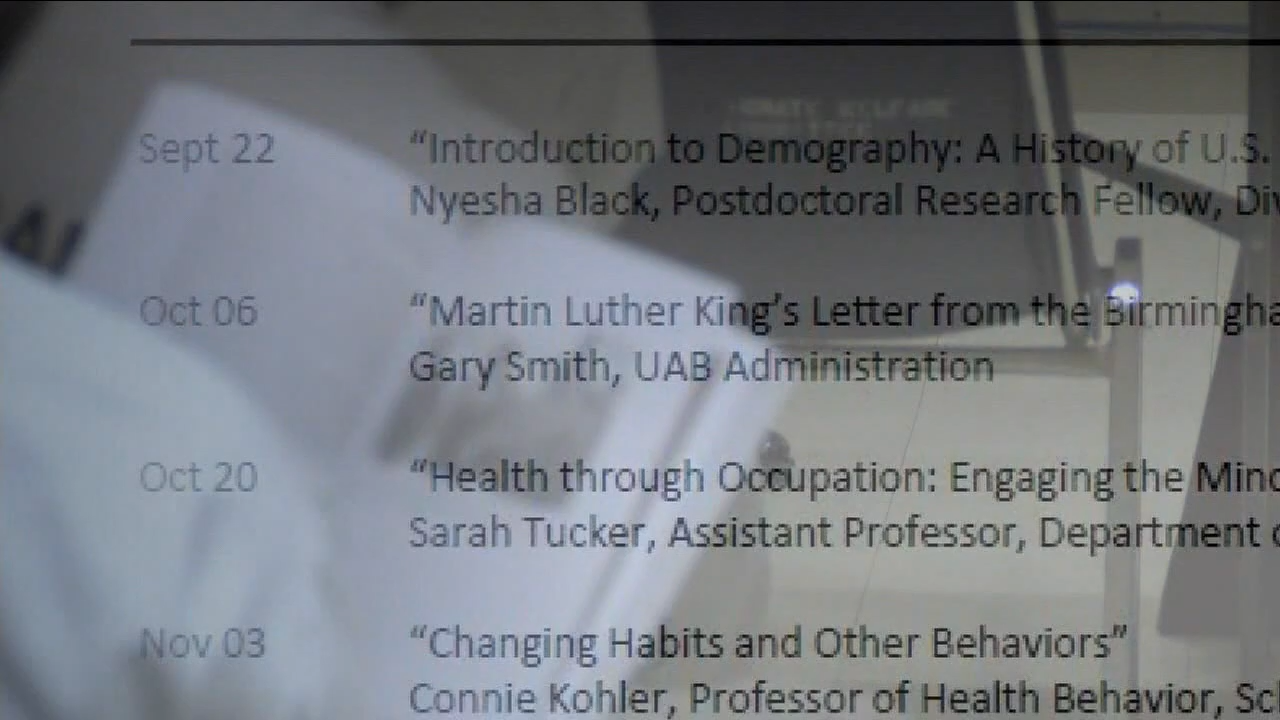 Sept 22 “Introduction to Demography: A History of U.S.
Nyesha Black, Postdoctoral Research Fellow,
Oct 06 “Martin Luther King’s Letter from the
Gary Smith, UAB Administration
Oct 20 “Health through Occupation: Engaging the
Sarah Tucker, Assistant Professor, Department
Nov 03 “Changing Habits and Other Behaviors”
Connie Kohler, Professor of Health Behavior,